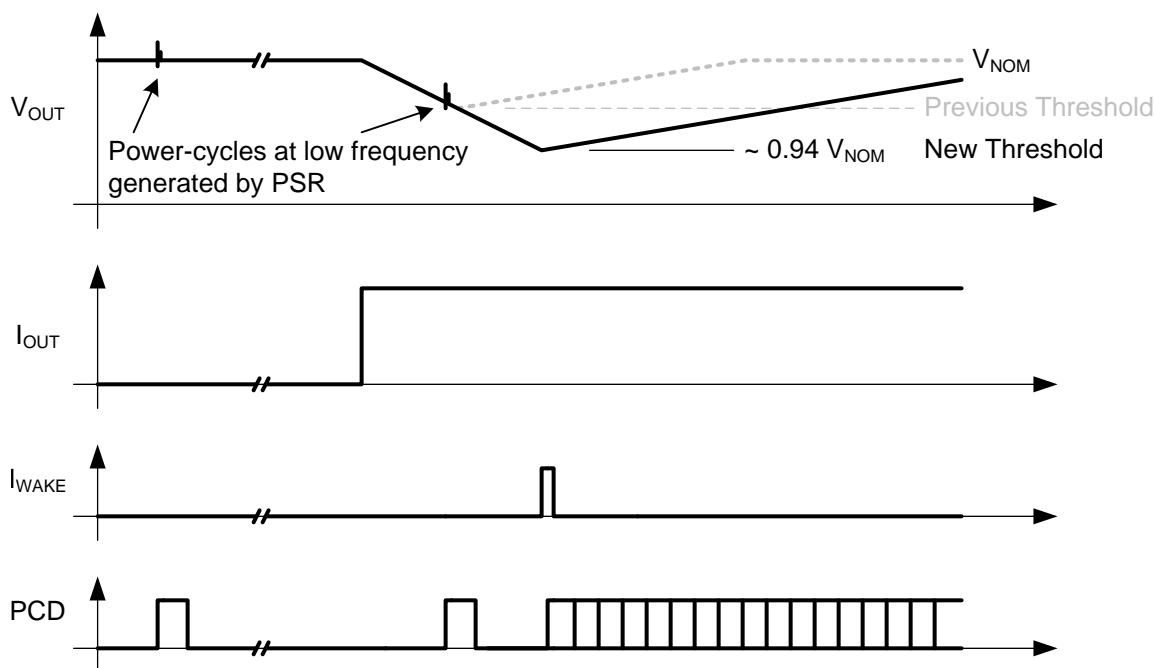 V_NOM
V_OUT
Previous Threshold
Power-cycles at low frequency
generated by PSR
~ 0.94 V_NOM New Threshold
I_OUT
I_WAKE
PCD